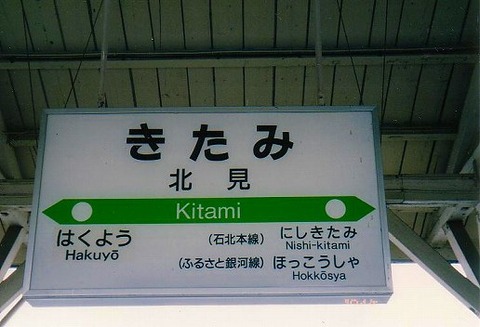 きたみ
北見
Kitami
はくよう
Hakuyō
(石北本線) にしきたみ
Nishi-kitami
(ふるさと銀河線) ほっこうしゃ
Hokkōsya